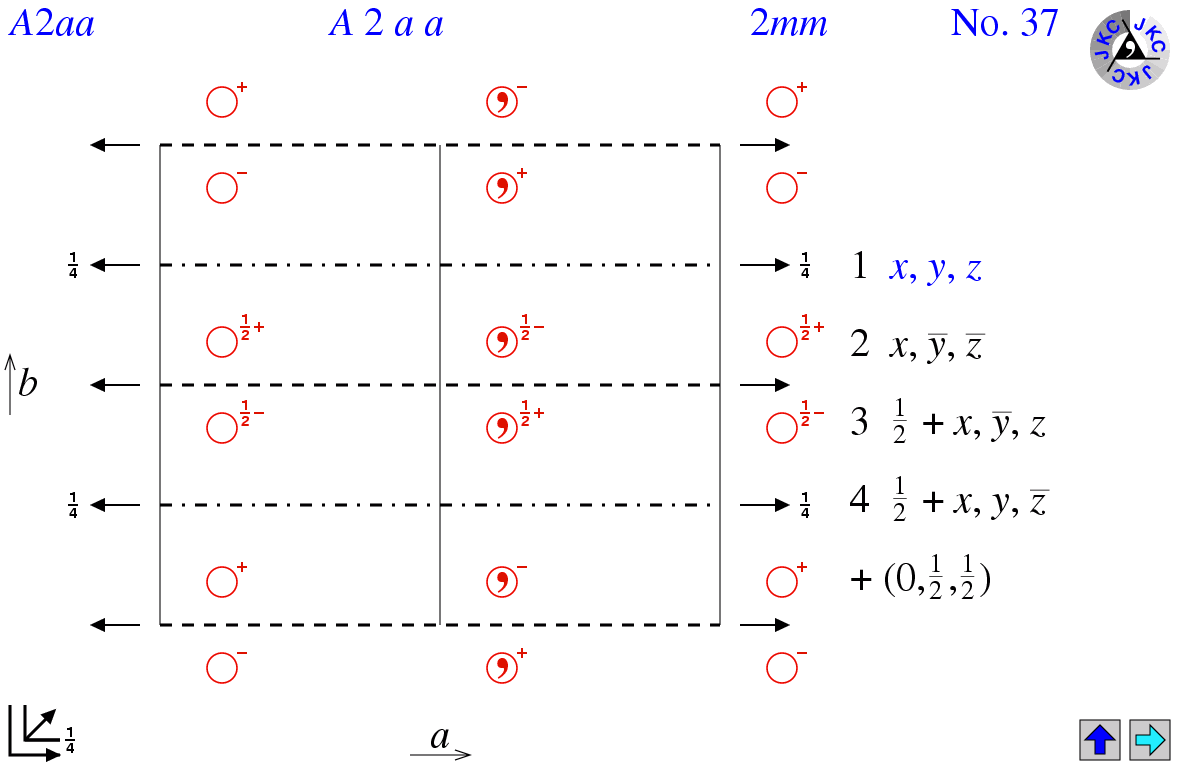 A2aa A 2 a a 2mm No. 37
JKC JKC JKC
+ , − +
− , + −
1/4 1/4
1 x, y, z
1/2+ , 1/2− 1/2+
2 x, y̅, z̅
b
1/2− , 1/2+ 1/2−
3 1/2 + x, y̅, z
1/4 1/4
4 1/2 + x, y, z̅
+ , − +
+ (0,1/2,1/2)
− , + −
1/4
a